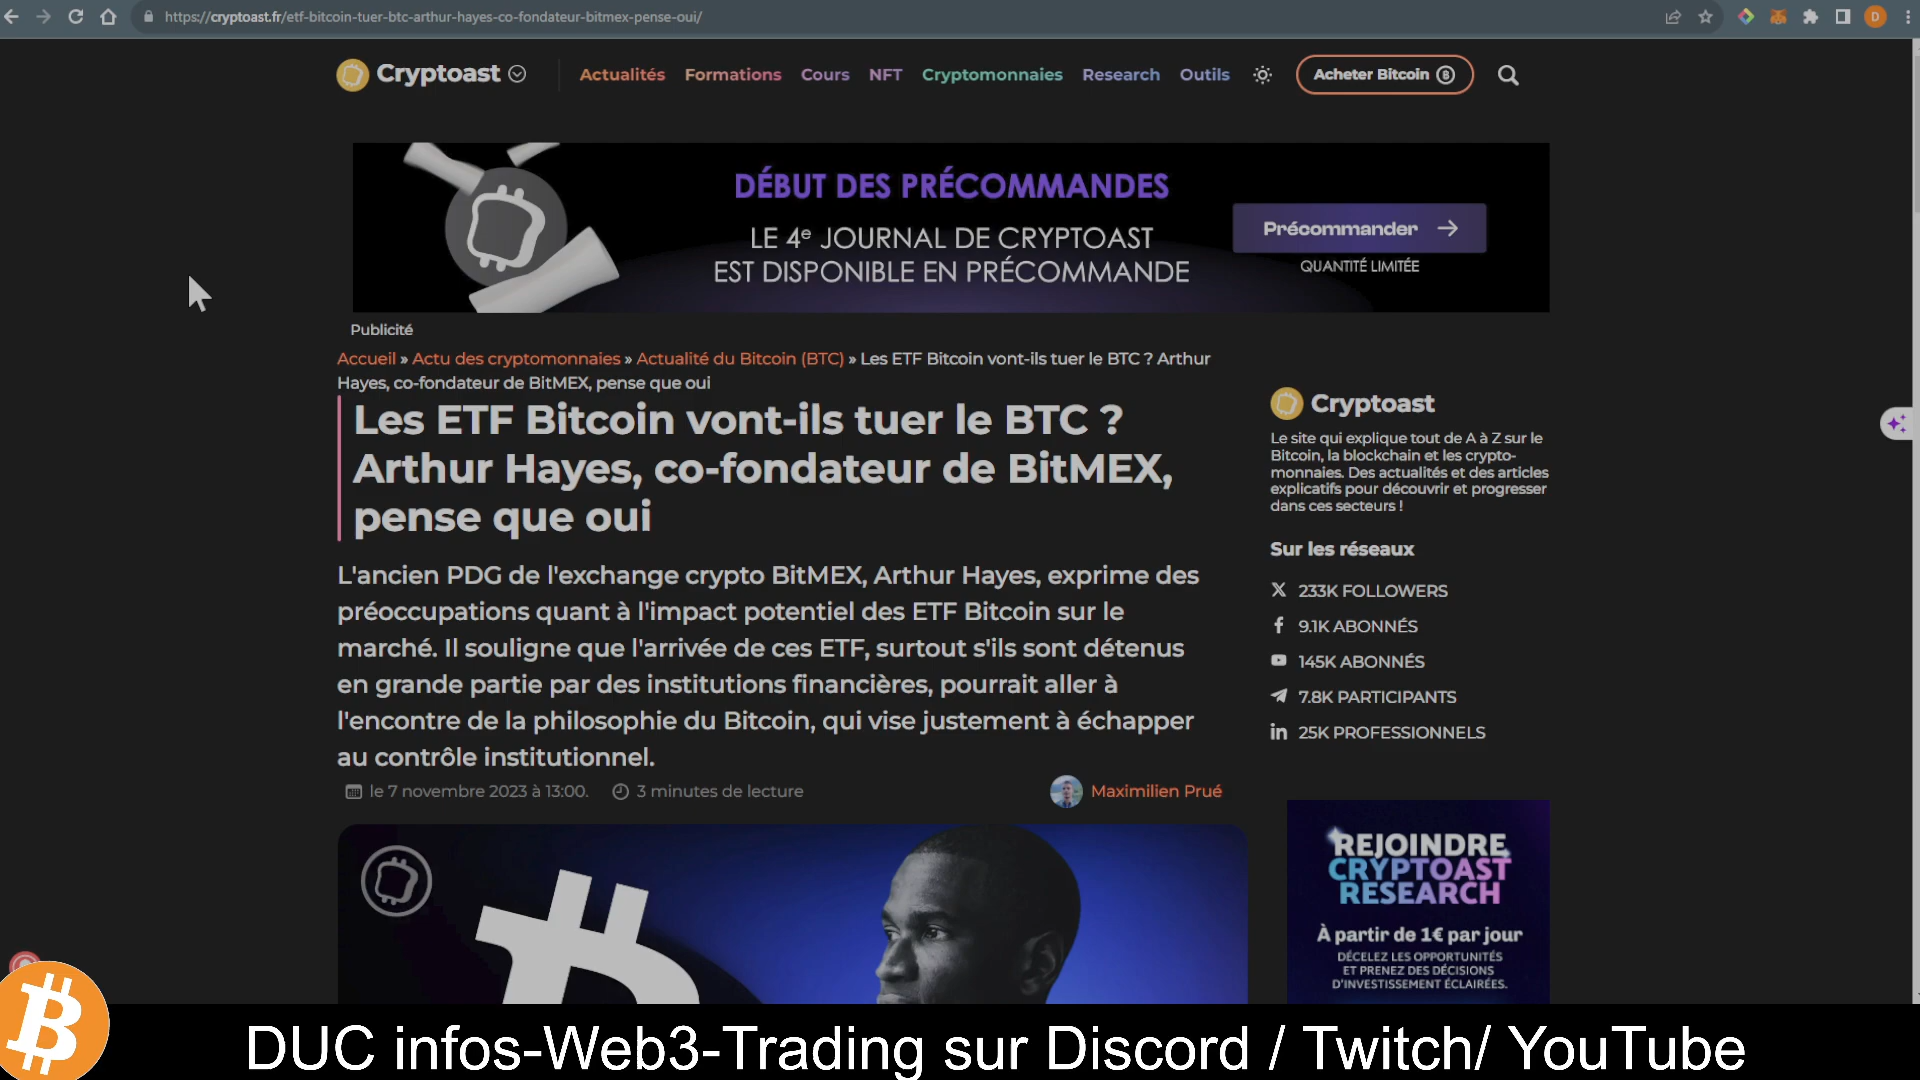 https://cryptoast.fr/etf-bitcoin-tuer-btc-arthur-hayes-co-fondateur-bitmex-pense-oui/
D
Cryptoast
Actualités Formations Cours NFT Cryptomonnaies Research Outils Acheter Bitcoin
DÉBUT DES PRÉCOMMANDES
LE 4e JOURNAL DE CRYPTOAST
EST DISPONIBLE EN PRÉCOMMANDE
Précommander →
QUANTITÉ LIMITÉE
Publicité
Accueil » Actu des cryptomonnaies » Actualité du Bitcoin (BTC) » Les ETF Bitcoin vont-ils tuer le BTC ? Arthur
Hayes, co-fondateur de BitMEX, pense que oui
Les ETF Bitcoin vont-ils tuer le BTC ?
Arthur Hayes, co-fondateur de BitMEX,
pense que oui
L'ancien PDG de l'exchange crypto BitMEX, Arthur Hayes, exprime des
préoccupations quant à l'impact potentiel des ETF Bitcoin sur le
marché. Il souligne que l'arrivée de ces ETF, surtout s'ils sont détenus
en grande partie par des institutions financières, pourrait aller à
l'encontre de la philosophie du Bitcoin, qui vise justement à échapper
au contrôle institutionnel.
le 7 novembre 2023 à 13:00. 3 minutes de lecture
Maximilien Prué
Cryptoast
Le site qui explique tout de A à Z sur le
Bitcoin, la blockchain et les crypto-
monnaies. Des actualités et des articles
explicatifs pour découvrir et progresser
dans ces secteurs !
Sur les réseaux
233K FOLLOWERS
9.1K ABONNÉS
145K ABONNÉS
7.8K PARTICIPANTS
25K PROFESSIONNELS
REJOINDRE
CRYPTOAST
RESEARCH
À partir de 1€ par jour
DÉCELEZ LES OPPORTUNITÉS
ET PRENEZ DES DÉCISIONS
D'INVESTISSEMENT ÉCLAIRÉES.
DUC infos-Web3-Trading sur Discord / Twitch/ YouTube